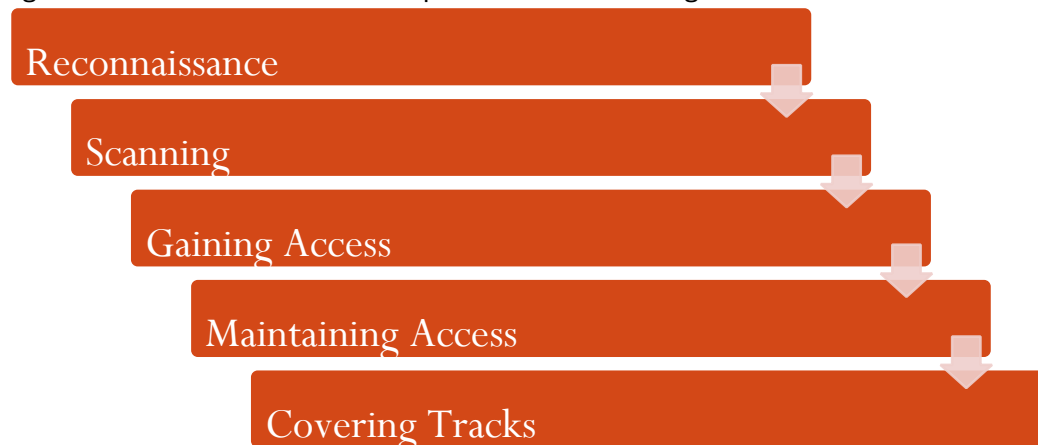 Reconnaissance
Scanning
Gaining Access
Maintaining Access
Covering Tracks